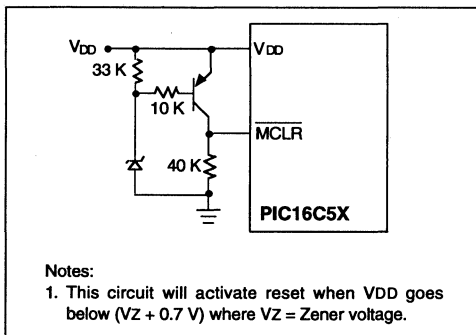 VDD
VDD
33 K
10 K
MCLR
40 K
PIC16C5X
Notes:
1. This circuit will activate reset when VDD goes
below (VZ + 0.7 V) where VZ = Zener voltage.